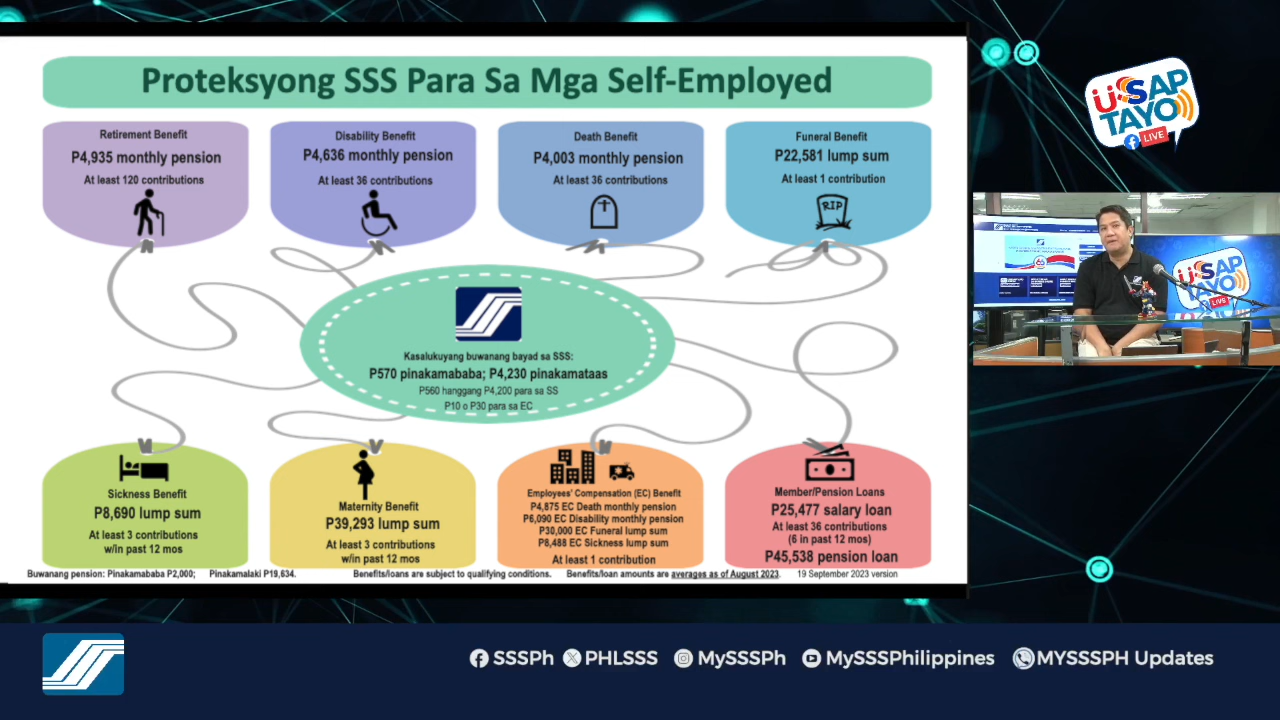 Proteksyong SSS Para Sa Mga Self-Employed
Retirement Benefit
P4,935 monthly pension
At least 120 contributions
Disability Benefit
P4,636 monthly pension
At least 36 contributions
Death Benefit
P4,003 monthly pension
At least 36 contributions
Funeral Benefit
P22,581 lump sum
At least 1 contribution
RIP
Kasalukuyang buwanang bayad sa SSS:
P570 pinakamababa; P4,230 pinakamataas
P560 hanggang P4,200 para sa SS
P10 o P30 para sa EC
Sickness Benefit
P8,690 lump sum
At least 3 contributions
w/in past 12 mos
Maternity Benefit
P39,293 lump sum
At least 3 contributions
w/in past 12 mos
Employees' Compensation (EC) Benefit
P4,875 EC Death monthly pension
P6,090 EC Disability monthly pension
P30,000 EC Funeral lump sum
P8,488 EC Sickness lump sum
At least 1 contribution
Member/Pension Loans
P25,477 salary loan
At least 36 contributions
(6 in past 12 mos)
P45,538 pension loan
Buwanang pension: Pinakamababa P2,000; Pinakamalaki P19,634. Benefits/loans are subject to qualifying conditions. Benefits/loan amounts are averages as of August 2023. 19 September 2023 version
USAP
TAYO
LIVE
USAP
TAYO
LIVE
SSSPh PHLSSS MySSSPh MySSSPhilippines MYSSSPH Updates